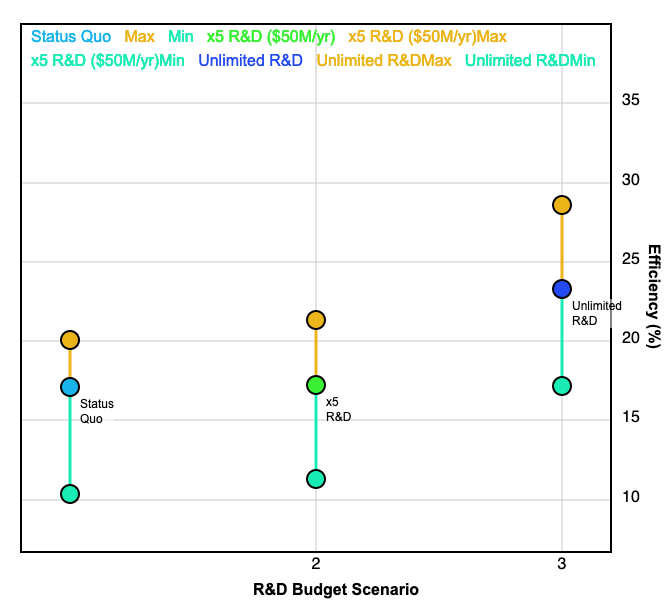 Status Quo Max Min x5 R&D ($50M/yr) x5 R&D ($50M/yr)Max
x5 R&D ($50M/yr)Min Unlimited R&D Unlimited R&DMax Unlimited R&DMin
35
30
25
20
15
10
Efficiency (%)
Status
Quo
x5
R&D
Unlimited
R&D
2
3
R&D Budget Scenario